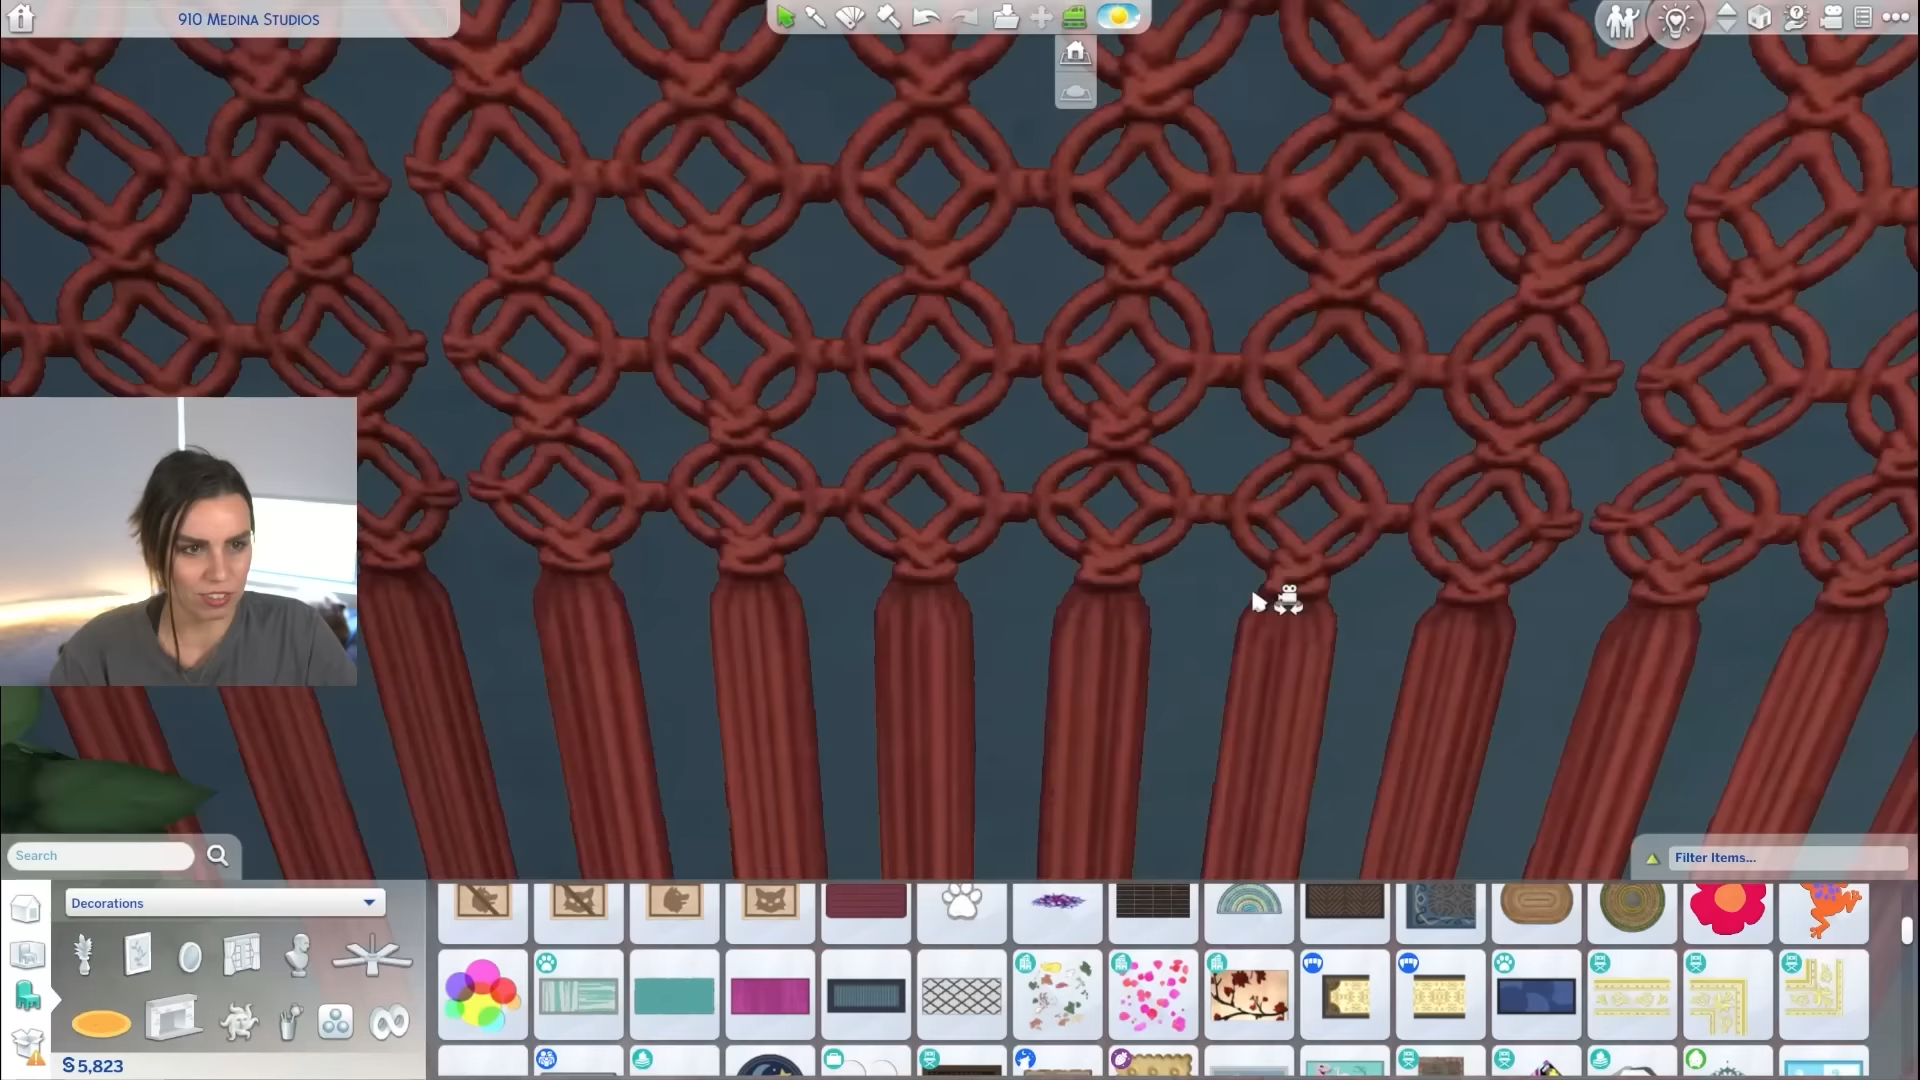 910 Medina Studios
Search
Filter Items...
Decorations
§5,823